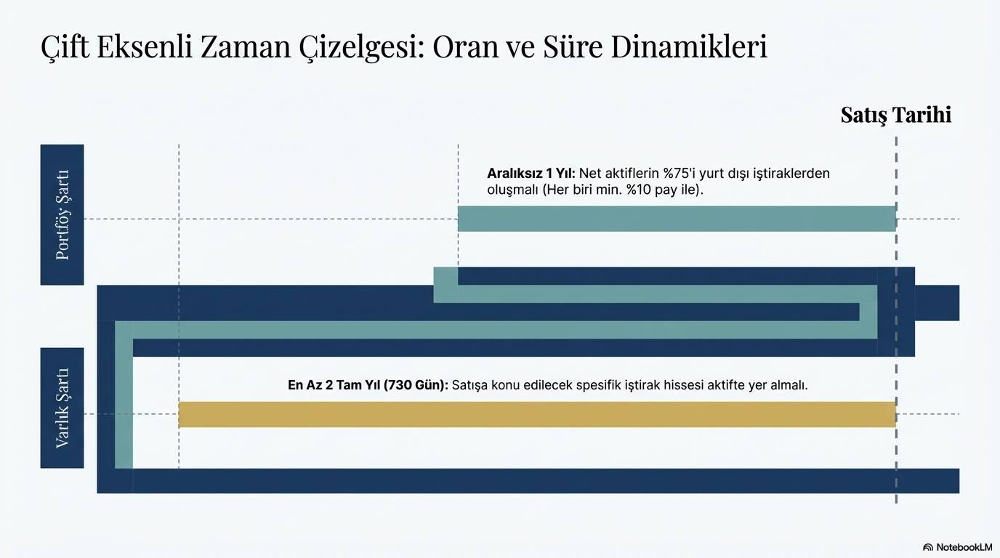 Çift Eksenli Zaman Çizelgesi: Oran ve Süre Dinamikleri
Satış Tarihi
Portföy Şartı
Aralıksız 1 Yıl: Net aktiflerin %75'i yurt dışı iştiraklerden
oluşmalı (Her biri min. %10 pay ile).
Varlık Şartı
En Az 2 Tam Yıl (730 Gün): Satışa konu edilecek spesifik iştirak hissesi aktifte yer almalı.
NotebookLM